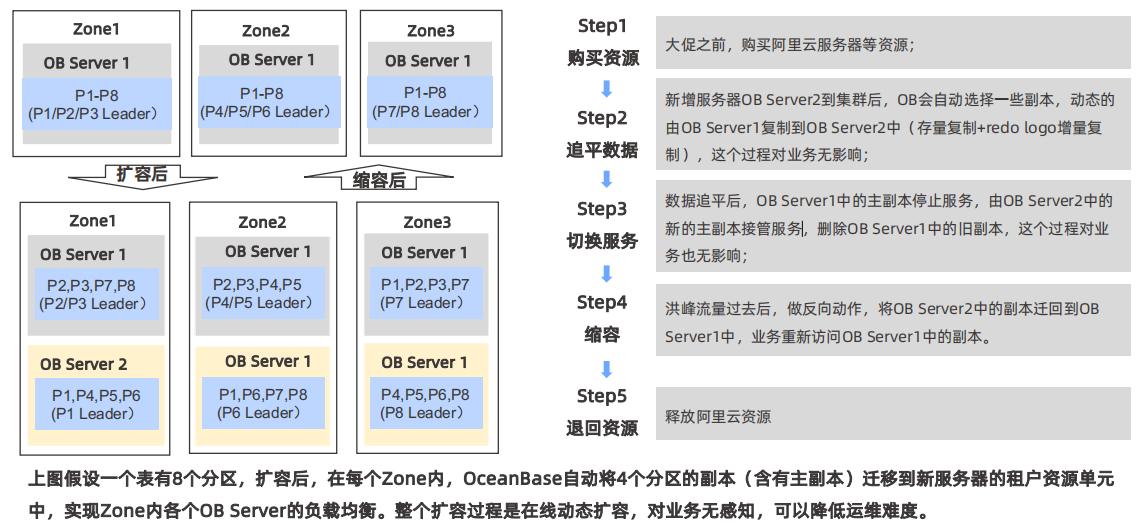 Zone1
OB Server 1
P1-P8
(P1/P2/P3 Leader)
Zone2
OB Server 1
P1-P8
(P4/P5/P6 Leader)
Zone3
OB Server 1
P1-P8
(P7/P8 Leader)
扩容后
缩容后
Zone1
OB Server 1
P2,P3,P7,P8
(P2/P3 Leader)
OB Server 2
P1,P4,P5,P6
(P1 Leader)
Zone2
OB Server 1
P2,P3,P4,P5
(P4/P5 Leader)
OB Server 1
P1,P6,P7,P8
(P6 Leader)
Zone3
OB Server 1
P1,P2,P3,P7
(P7 Leader)
OB Server 1
P4,P5,P6,P8
(P8 Leader)
Step1
购买资源
大促之前，购买阿里云服务器等资源；
Step2
追平数据
新增服务器OB Server2到集群后，OB会自动选择一些副本，动态的
由OB Server1复制到OB Server2中（存量复制+redo logo增量复
制），这个过程对业务无影响；
Step3
切换服务
数据追平后，OB Server1中的主副本停止服务，由OB Server2中的
新的主副本接管服务，删除OB Server1中的旧副本，这个过程对业
务也无影响；
Step4
缩容
洪峰流量过去后，做反向动作，将OB Server2中的副本迁回到OB
Server1中，业务重新访问OB Server1中的副本。
Step5
退回资源
释放阿里云资源
上图假设一个表有8个分区，扩容后，在每个Zone内，OceanBase自动将4个分区的副本（含有主副本）迁移到新服务器的租户资源单元
中，实现Zone内各个OB Server的负载均衡。整个扩容过程是在线动态扩容，对业务无感知，可以降低运维难度。